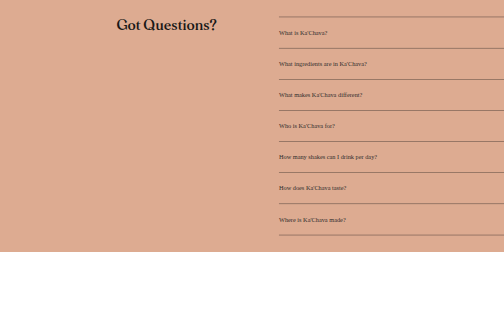 Got Questions?
What is Ka'Chava?
What ingredients are in Ka'Chava?
What makes Ka'Chava different?
Who is Ka'Chava for?
How many shakes can I drink per day?
How does Ka'Chava taste?
Where is Ka'Chava made?